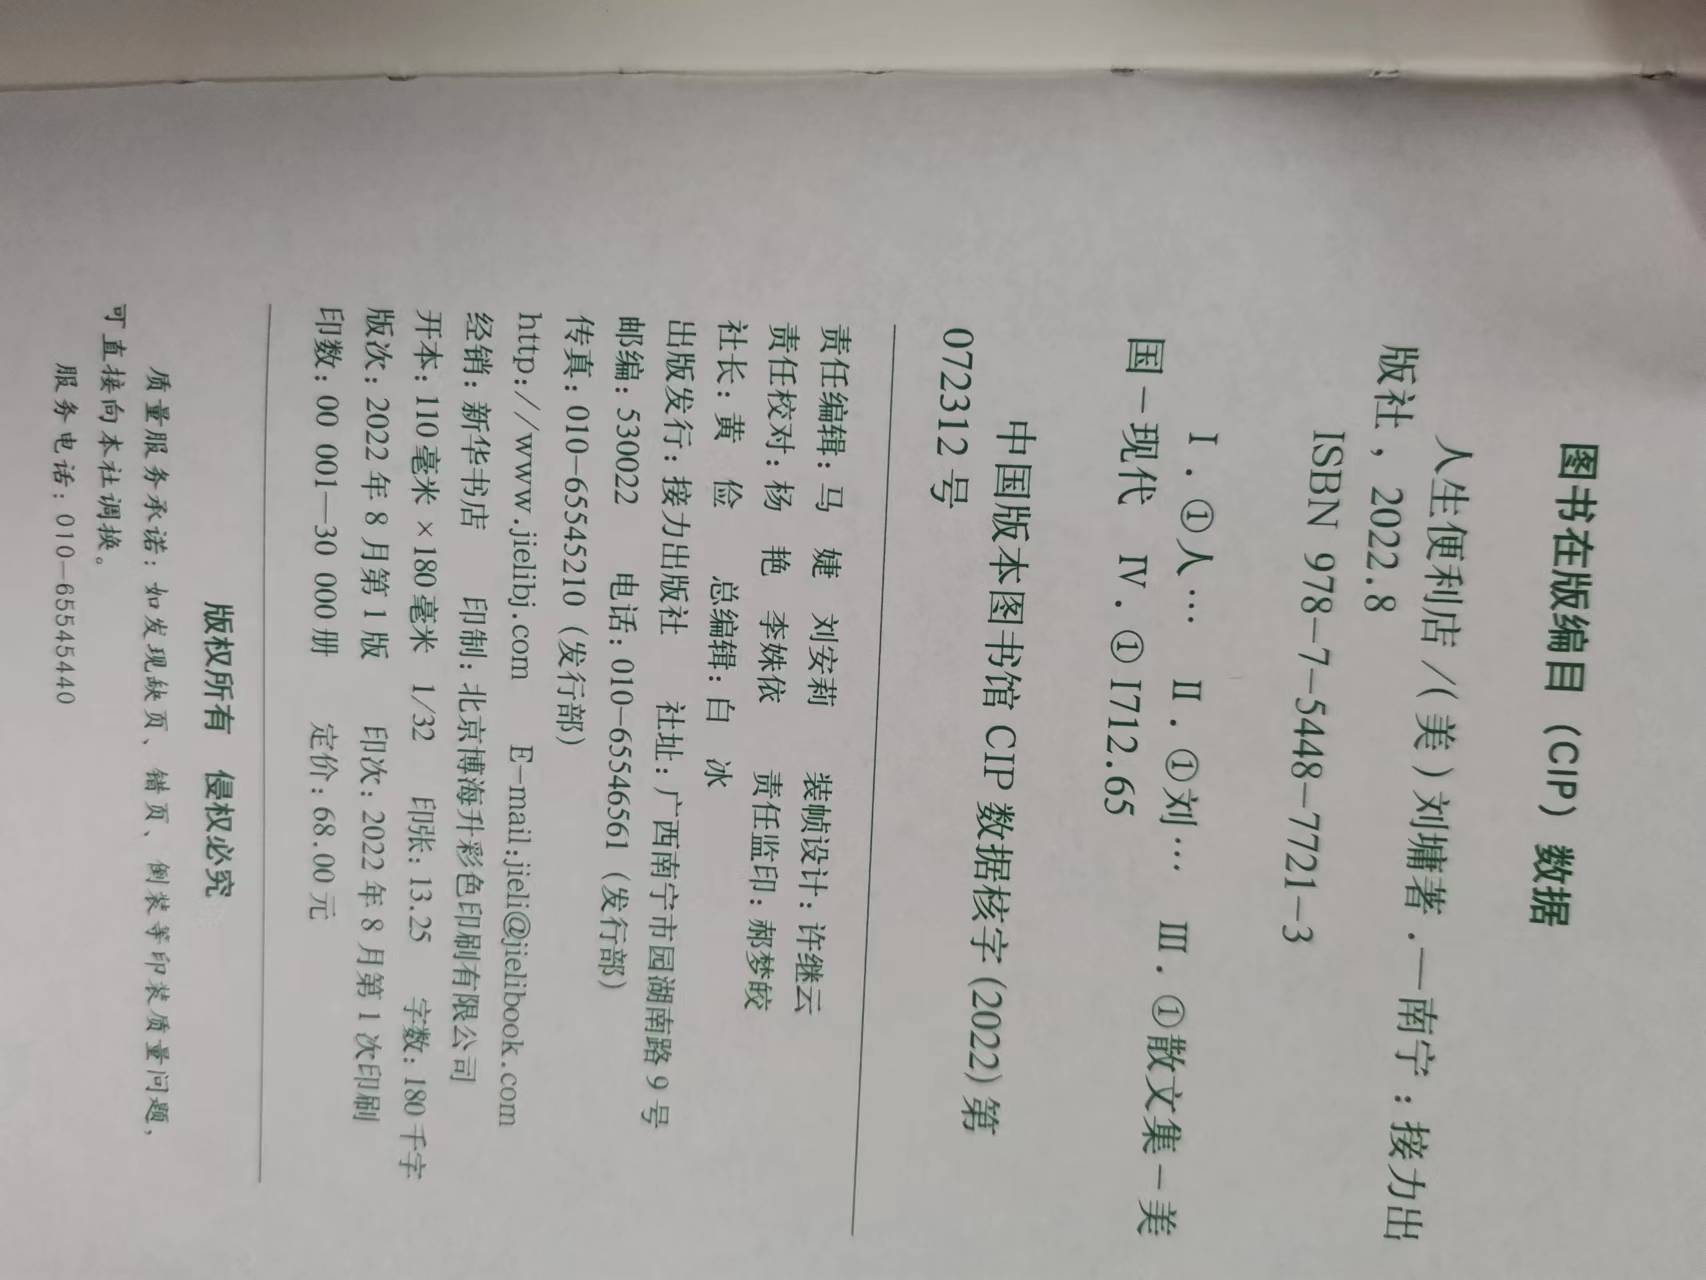 图书在版编目（CIP）数据
人生便利店 /（美）刘墉著. —南宁：接力出
版社，2022.8
ISBN 978-7-5448-7721-3
Ⅰ.①人… Ⅱ.①刘… Ⅲ.①散文集－美
国－现代 Ⅳ.①I712.65
中国版本图书馆CIP数据核字（2022）第
072312号
责任编辑：马 婕 刘安莉 装帧设计：许继云
责任校对：杨 艳 李姝依 责任监印：郝梦皎
社长：黄 俭 总编辑：白 冰
出版发行：接力出版社 社址：广西南宁市园湖南路9号
邮编：530022 电话：010-65546561（发行部）
传真：010-65545210（发行部）
http://www.jielibj.com E-mail:jieli@jielibook.com
经销：新华书店 印制：北京博海升彩色印刷有限公司
开本：110毫米×180毫米 1/32 印张：13.25 字数：180千字
版次：2022年8月第1版 印次：2022年8月第1次印刷
印数：00 001—30 000册 定价：68.00元
版权所有 侵权必究
质量服务承诺：如发现缺页、错页、倒装等印装质量问题，
可直接向本社调换。
服务电话：010-65545440